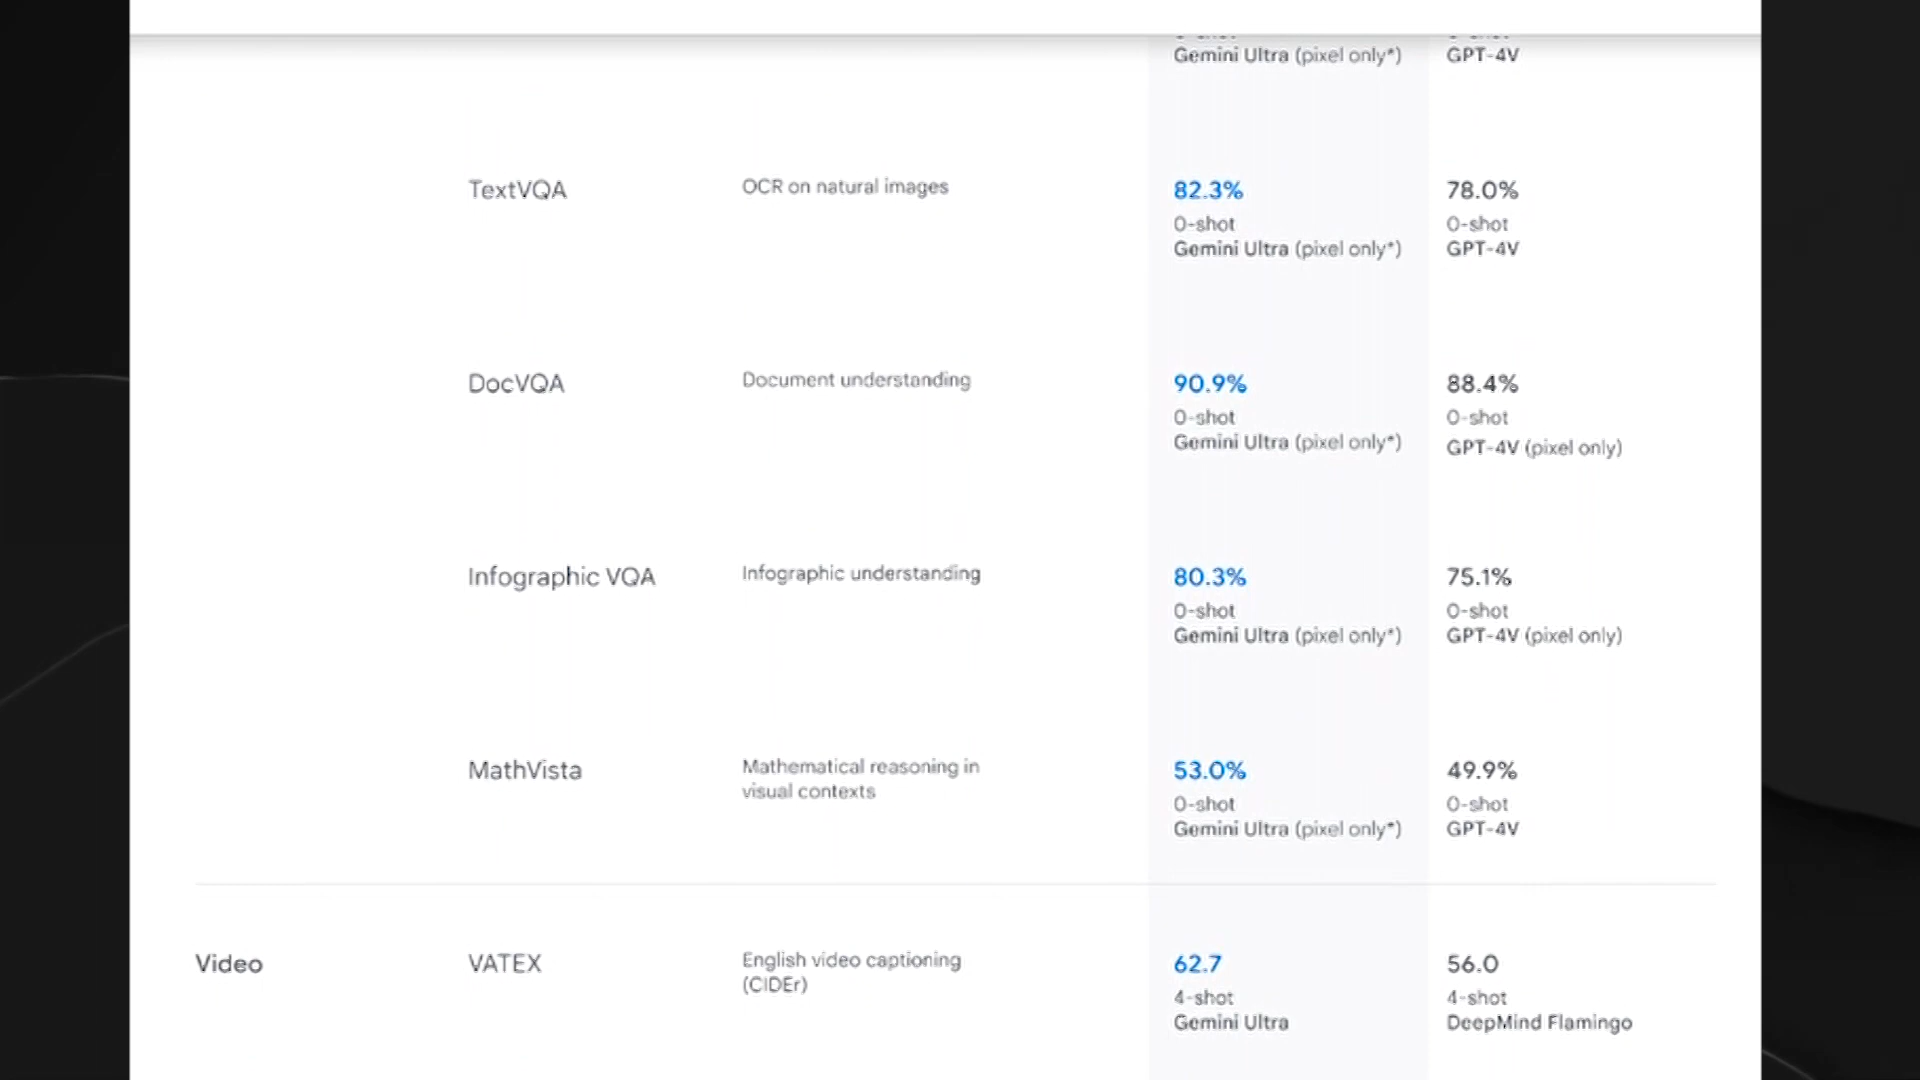 Gemini Ultra (pixel only*) GPT-4V
TextVQA OCR on natural images 82.3% 78.0%
0-shot 0-shot
Gemini Ultra (pixel only*) GPT-4V
DocVQA Document understanding 90.9% 88.4%
0-shot 0-shot
Gemini Ultra (pixel only*) GPT-4V (pixel only)
Infographic VQA Infographic understanding 80.3% 75.1%
0-shot 0-shot
Gemini Ultra (pixel only*) GPT-4V (pixel only)
MathVista Mathematical reasoning in 53.0% 49.9%
visual contexts 0-shot 0-shot
Gemini Ultra (pixel only*) GPT-4V
Video VATEX English video captioning 62.7 56.0
(CIDEr) 4-shot 4-shot
Gemini Ultra DeepMind Flamingo